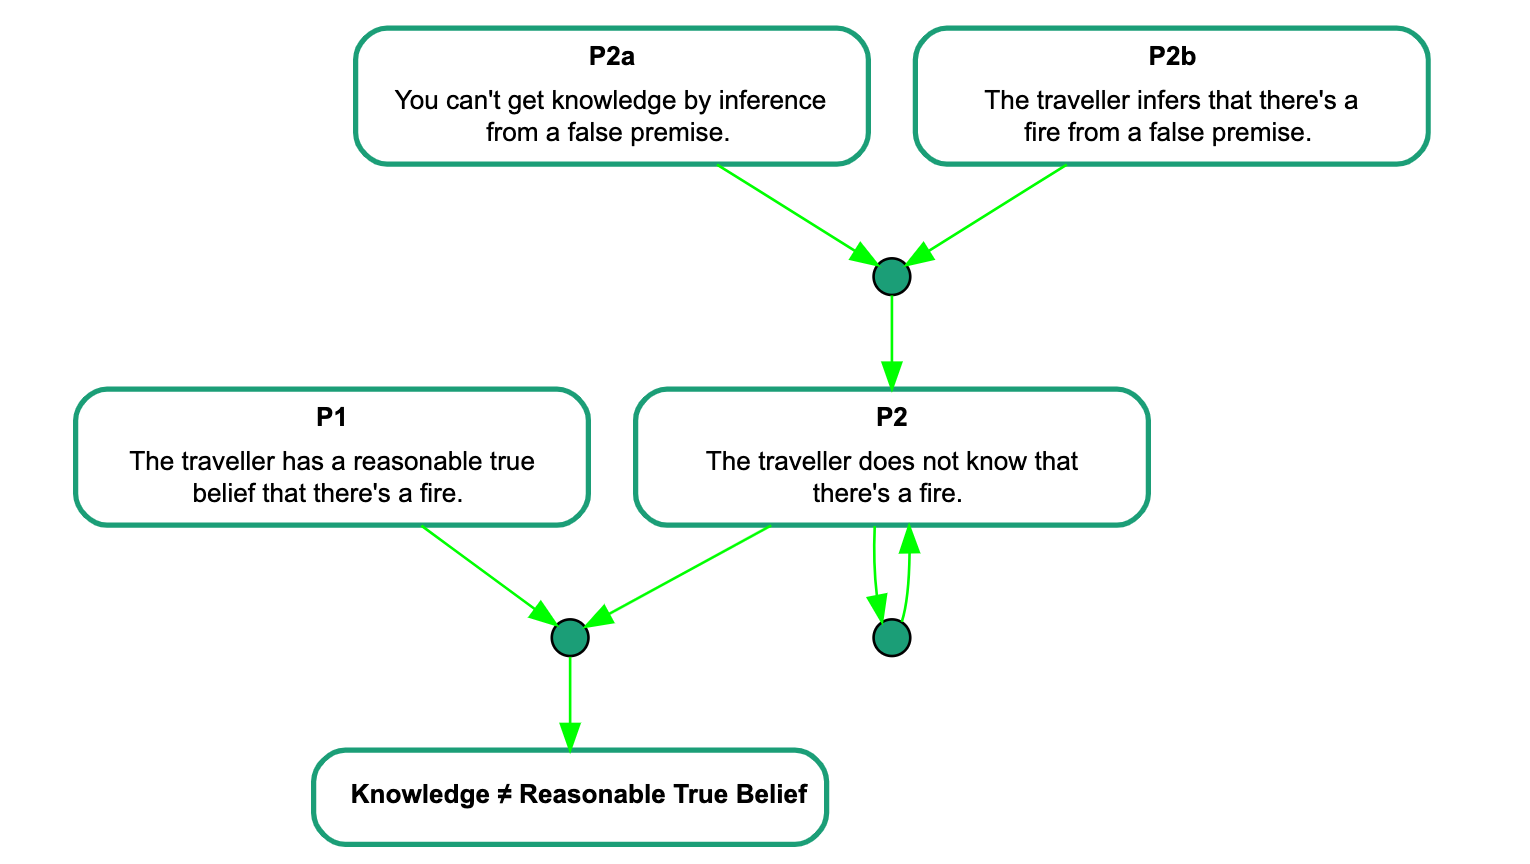 P2a
You can't get knowledge by inference
from a false premise.
P2b
The traveller infers that there's a
fire from a false premise.
P1
The traveller has a reasonable true
belief that there's a fire.
P2
The traveller does not know that
there's a fire.
Knowledge ≠ Reasonable True Belief